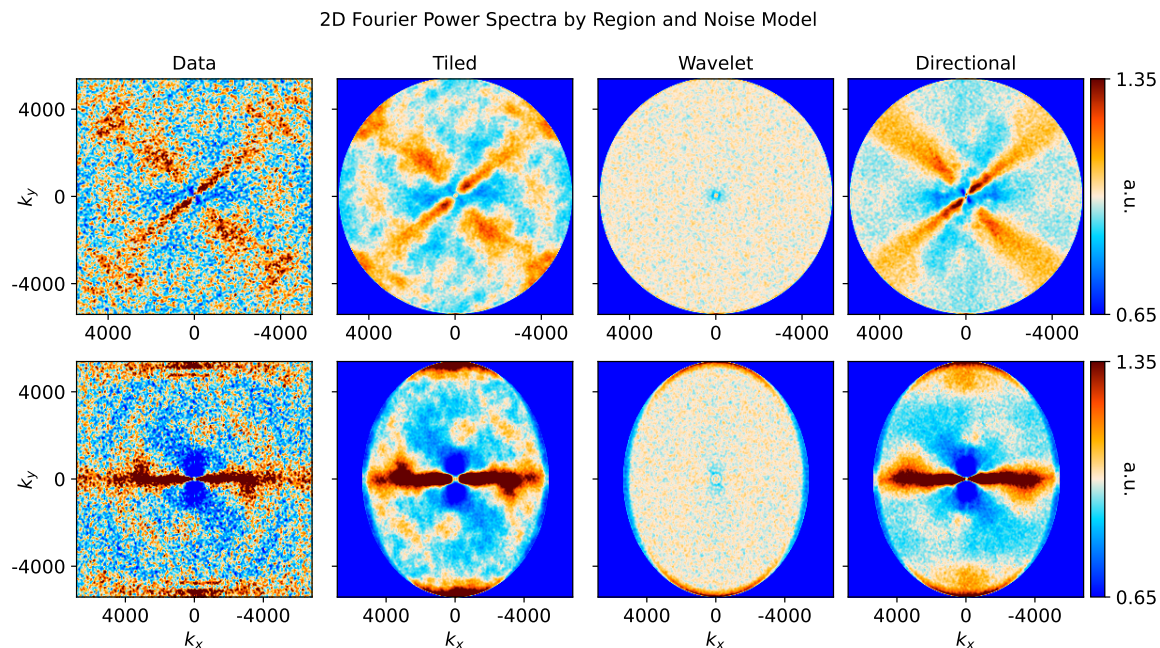 2D Fourier Power Spectra by Region and Noise Model
Data Tiled Wavelet Directional
4000
0
-4000
k_y
4000 0 -4000
4000 0 -4000
4000 0 -4000
4000 0 -4000
1.35
a.u.
0.65
4000
0
-4000
k_y
4000 0 -4000
4000 0 -4000
4000 0 -4000
4000 0 -4000
k_x k_x k_x k_x
1.35
a.u.
0.65